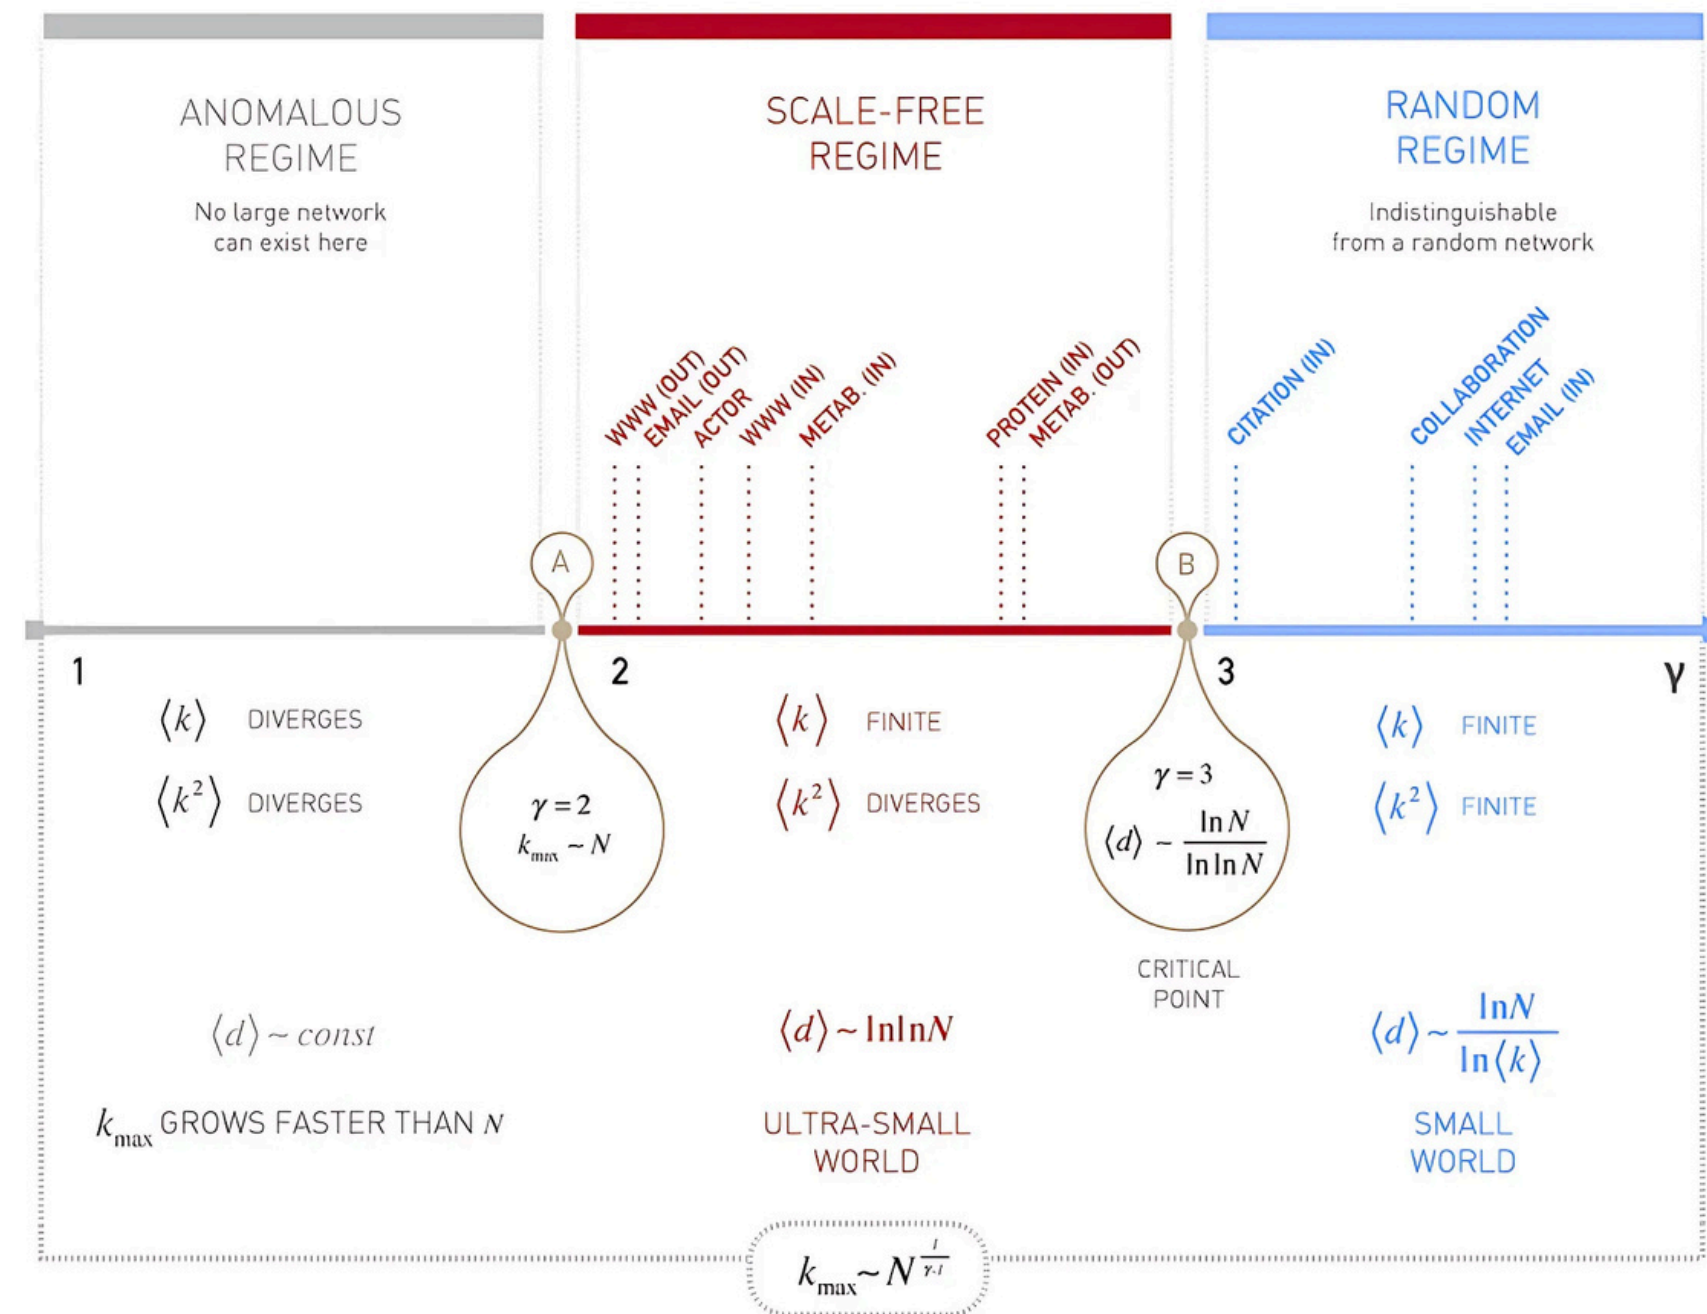 ANOMALOUS
REGIME
No large network
can exist here
SCALE-FREE
REGIME
RANDOM
REGIME
Indistinguishable
from a random network
WWW (OUT)
EMAIL (OUT)
ACTOR
WWW (IN)
METAB. (IN)
PROTEIN (IN)
METAB. (OUT)
CITATION (IN)
COLLABORATION
INTERNET
EMAIL (IN)
A
B
1
2
3
γ
⟨k⟩ DIVERGES
⟨k²⟩ DIVERGES
γ = 2
k_max ~ N
⟨k⟩ FINITE
⟨k²⟩ DIVERGES
γ = 3
⟨d⟩ ~ ln N / ln ln N
CRITICAL
POINT
⟨k⟩ FINITE
⟨k²⟩ FINITE
⟨d⟩ ~ const
k_max GROWS FASTER THAN N
⟨d⟩ ~ lnlnN
ULTRA-SMALL
WORLD
⟨d⟩ ~ lnN / ln⟨k⟩
SMALL
WORLD
k_max ~ N^(1/(γ-1))